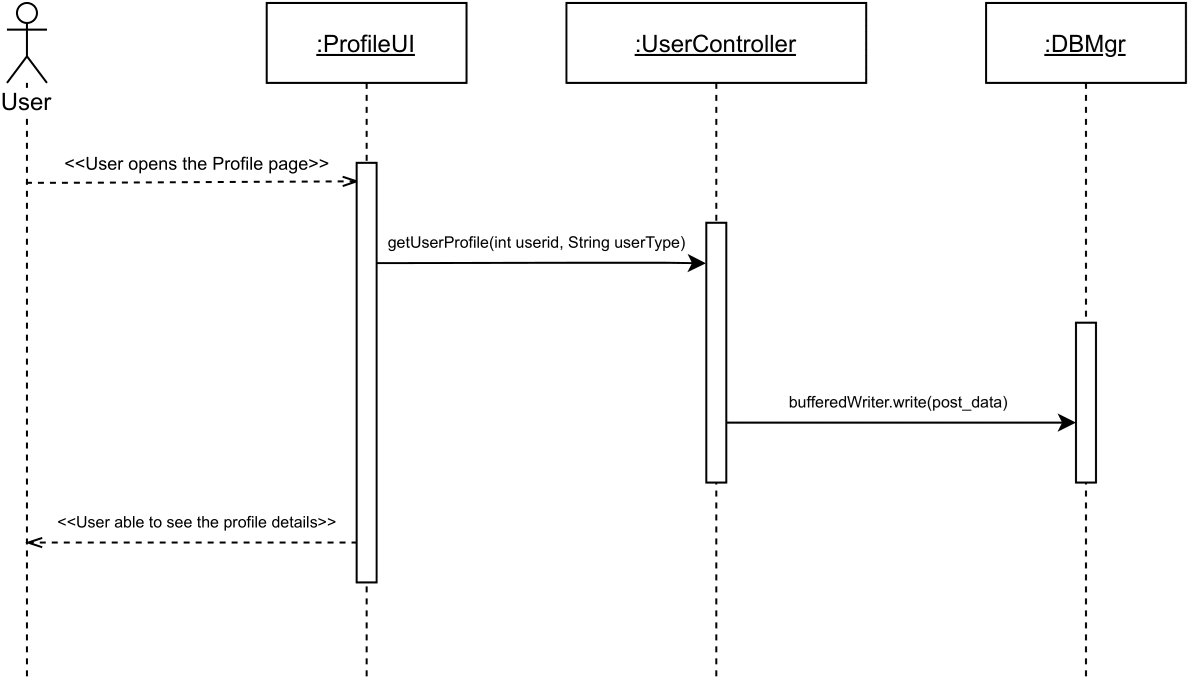 :ProfileUI
:UserController
:DBMgr
User
<<User opens the Profile page>>
getUserProfile(int userid, String userType)
bufferedWriter.write(post_data)
<<User able to see the profile details>>